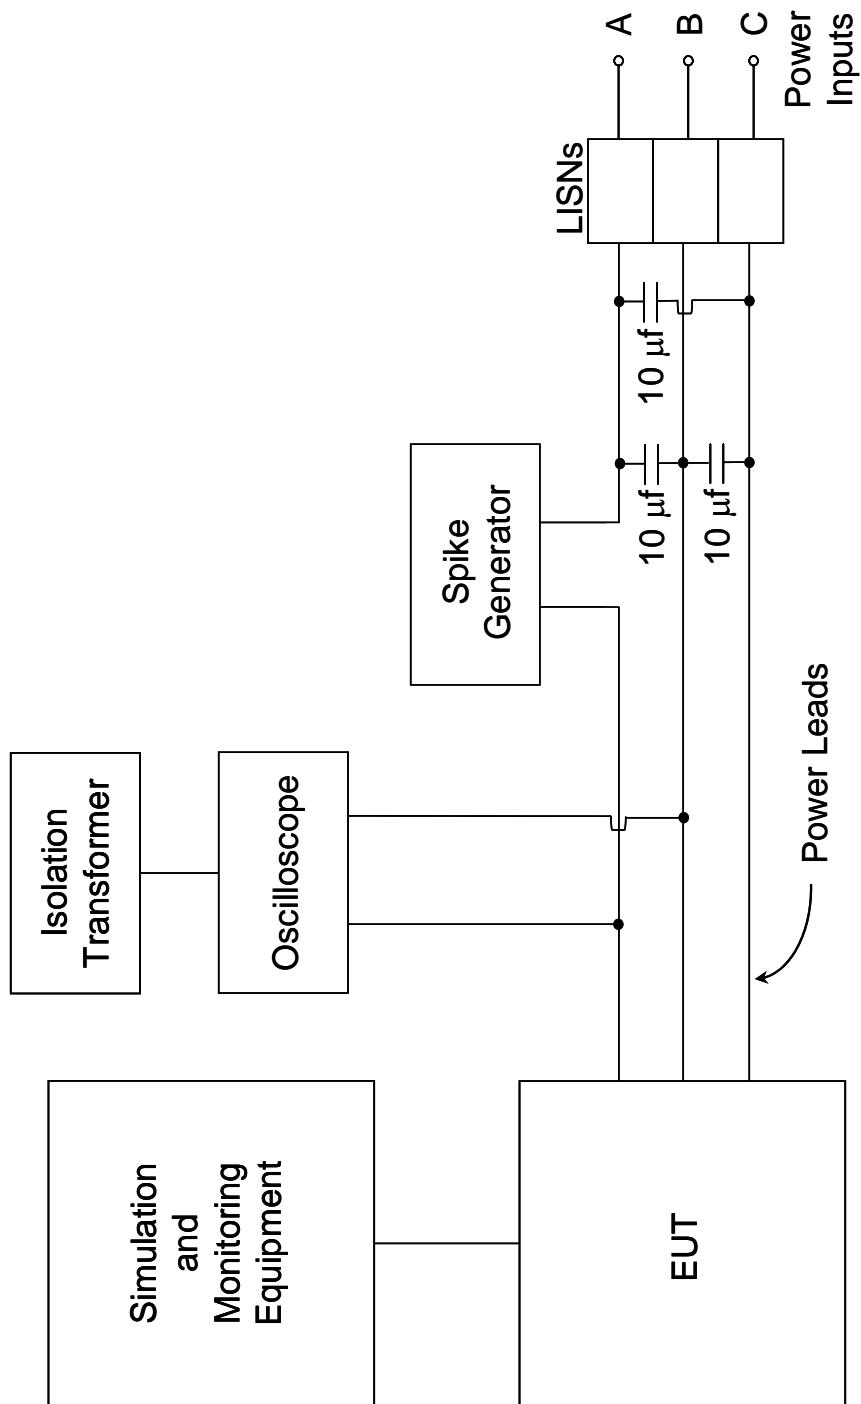 Simulation
and
Monitoring
Equipment
Isolation
Transformer
Oscilloscope
Spike
Generator
EUT
Power Leads
10 μf
10 μf
10 μf
LISNs
A
B
C
Power
Inputs